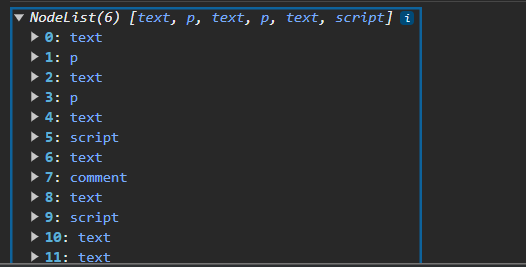 ▼ NodeList(6) [text, p, text, p, text, script] i
▶ 0: text
▶ 1: p
▶ 2: text
▶ 3: p
▶ 4: text
▶ 5: script
▶ 6: text
▶ 7: comment
▶ 8: text
▶ 9: script
▶ 10: text
▶ 11: text